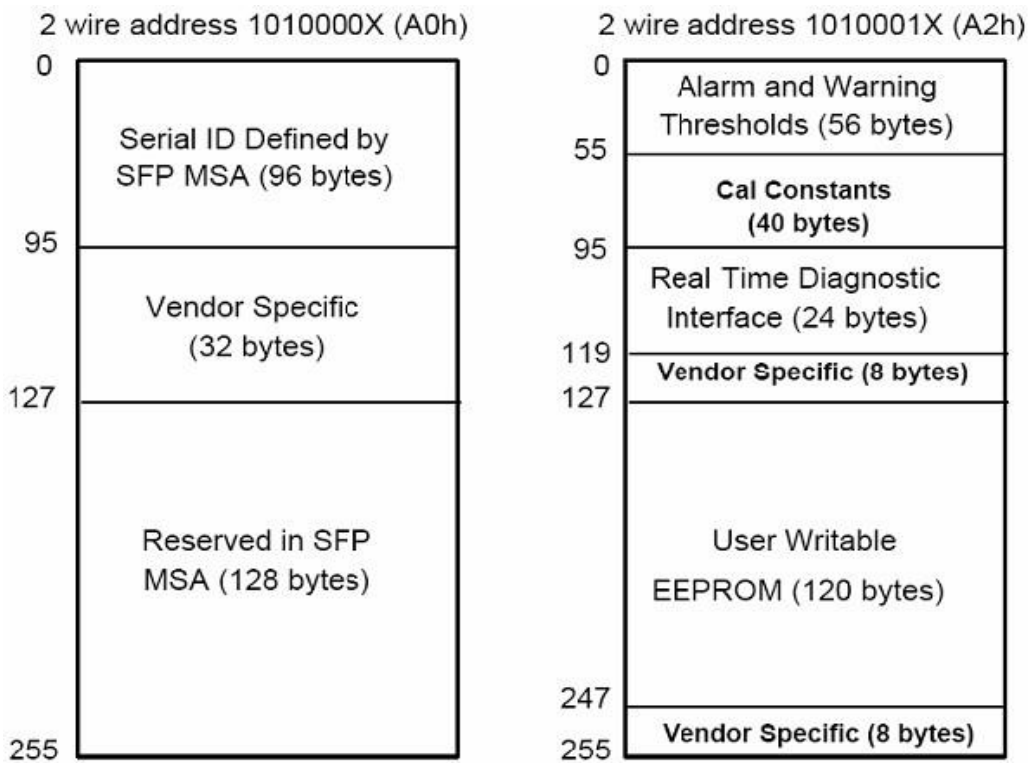 2 wire address 1010000X (A0h)
0
Serial ID Defined by
SFP MSA (96 bytes)
95
Vendor Specific
(32 bytes)
127
Reserved in SFP
MSA (128 bytes)
255
2 wire address 1010001X (A2h)
0
Alarm and Warning
Thresholds (56 bytes)
55
Cal Constants
(40 bytes)
95
Real Time Diagnostic
Interface (24 bytes)
119
Vendor Specific (8 bytes)
127
User Writable
EEPROM (120 bytes)
247
Vendor Specific (8 bytes)
255